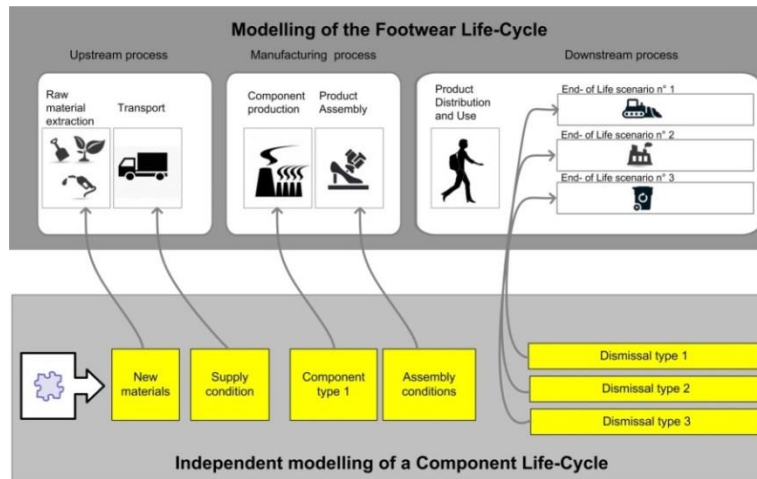 Modelling of the Footwear Life-Cycle
Upstream process
Manufacturing process
Downstream process
Raw
material
extraction
Transport
Component
production
Product
Assembly
Product
Distribution
and Use
End- of Life scenario n° 1
End- of Life scenario n° 2
End- of Life scenario n° 3
New
materials
Supply
condition
Component
type 1
Assembly
conditions
Dismissal type 1
Dismissal type 2
Dismissal type 3
Independent modelling of a Component Life-Cycle